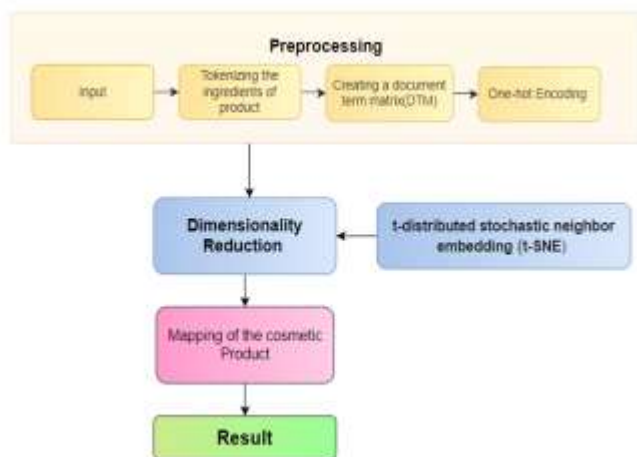 Preprocessing
Input
Tokenizing the
ingredients of
product
Creating a document
term matrix(DTM)
One-hot Encoding
Dimensionality
Reduction
t-distributed stochastic neighbor
embedding (t-SNE)
Mapping of the cosmetic
Product
Result